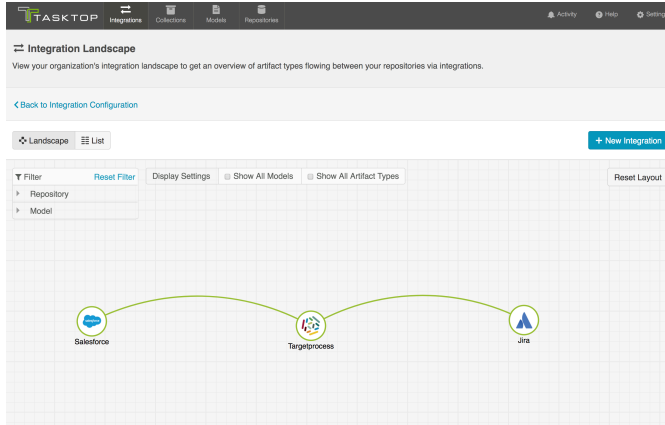 TASKTOP
Integrations
Collections
Models
Repositories
Activity
Help
Setting
Integration Landscape
View your organization's integration landscape to get an overview of artifact types flowing between your repositories via integrations.
Back to Integration Configuration
Landscape
List
+ New Integration
Filter
Reset Filter
Display Settings
Show All Models
Show All Artifact Types
Reset Layout
Repository
Model
Salesforce
Targetprocess
Jira